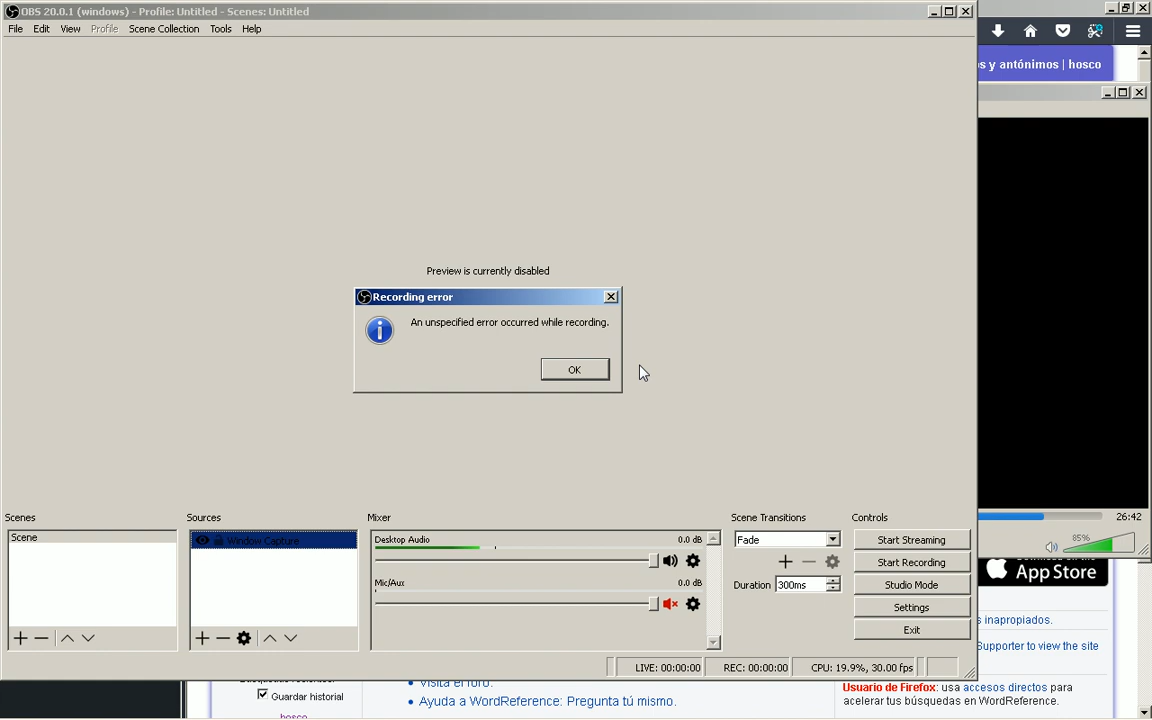 OBS 20.0.1 (windows) - Profile: Untitled - Scenes: Untitled
File Edit View Profile Scene Collection Tools Help
s y antónimos | hosco
Preview is currently disabled
Recording error
An unspecified error occurred while recording.
OK
Scenes
Scene
Sources
Window Capture
Mixer
Desktop Audio 0.0 dB
Mic/Aux 0.0 dB
Scene Transitions
Fade
Duration 300ms
Controls
Start Streaming
Start Recording
Studio Mode
Settings
Exit
LIVE: 00:00:00 REC: 00:00:00 CPU: 19.9%, 30.00 fps
26:42
85%
App Store
s inapropiados.
Supporter to view the site
Guardar historial
hosco
Visita el foro.
Ayuda a WordReference: Pregunta tú mismo.
Usuario de Firefox: usa accesos directos para
acelerar tus búsquedas en WordReference.